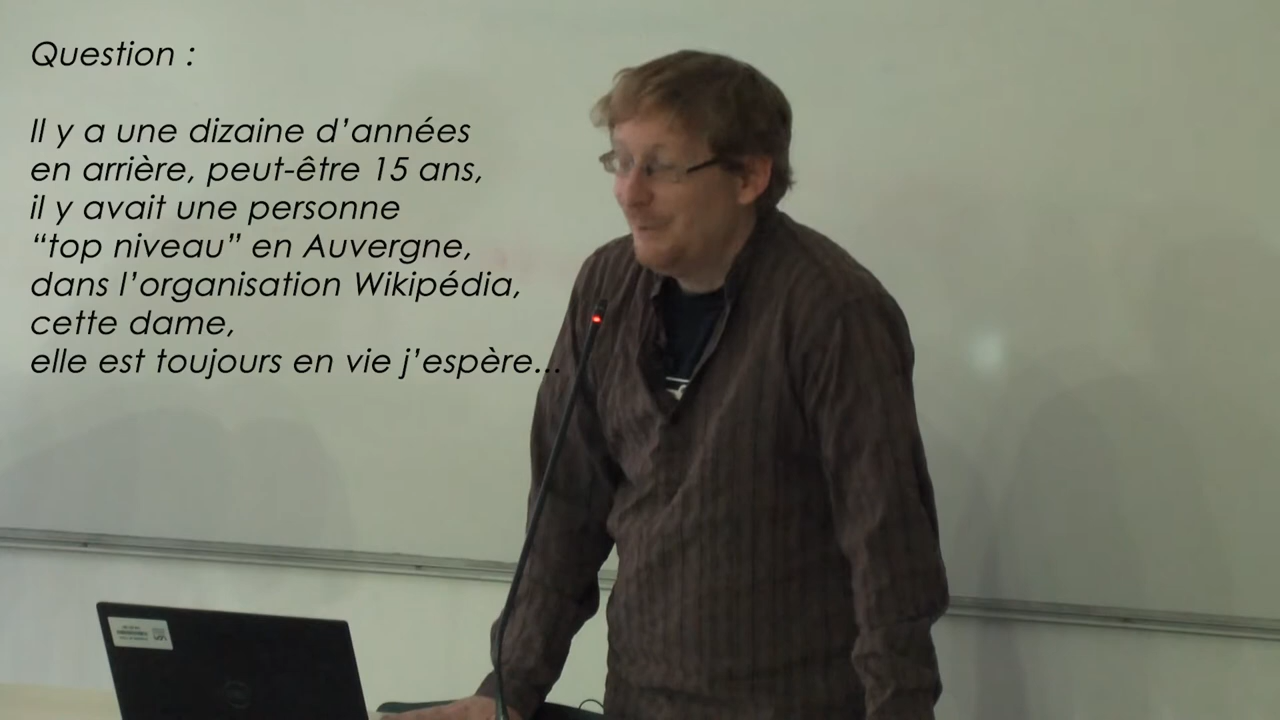 Question :
Il y a une dizaine d’années
en arrière, peut-être 15 ans,
il y avait une personne
“top niveau” en Auvergne,
dans l’organisation Wikipédia,
cette dame,
elle est toujours en vie j’espère...